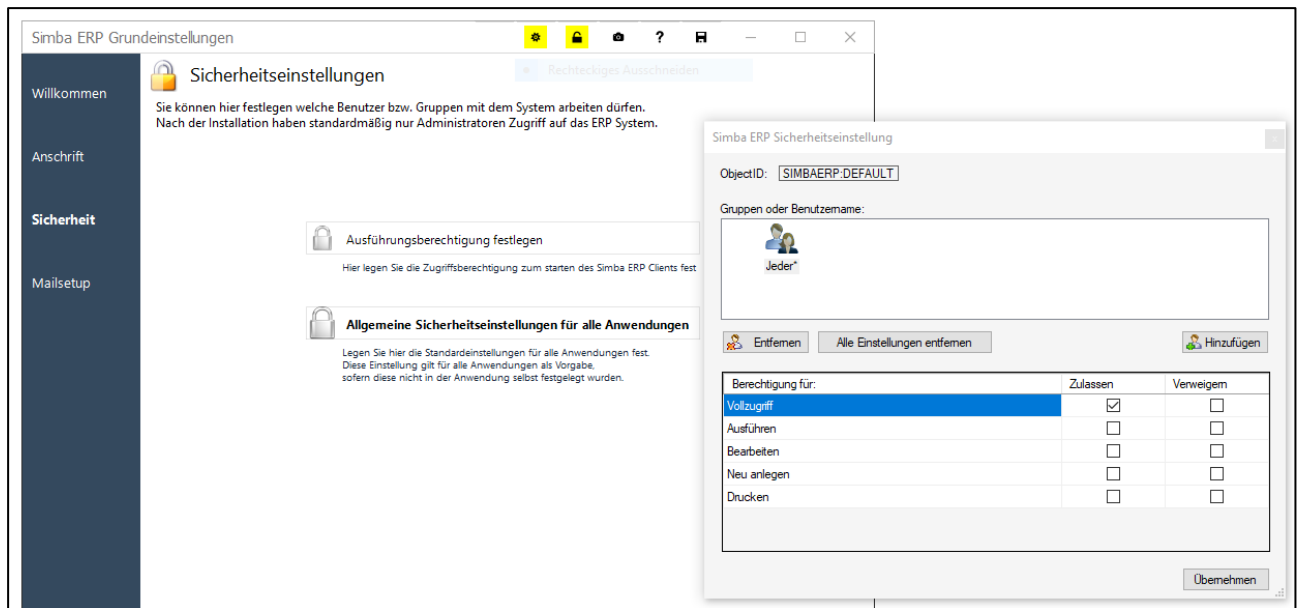 Simba ERP Grundeinstellungen
?
Willkommen
Anschrift
Sicherheit
Mailsetup
Sicherheitseinstellungen
Rechteckiges Ausschneiden
Sie können hier festlegen welche Benutzer bzw. Gruppen mit dem System arbeiten dürfen.
Nach der Installation haben standardmäßig nur Administratoren Zugriff auf das ERP System.
Ausführungsberechtigung festlegen
Hier legen Sie die Zugriffsberechtigung zum starten des Simba ERP Clients fest
Allgemeine Sicherheitseinstellungen für alle Anwendungen
Legen Sie hier die Standardeinstellungen für alle Anwendungen fest.
Diese Einstellung gilt für alle Anwendungen als Vorgabe,
sofern diese nicht in der Anwendung selbst festgelegt wurden.
Simba ERP Sicherheitseinstellung
ObjectID: SIMBAERP:DEFAULT
Gruppen oder Benutzername:
Jeder*
Entfernen Alle Einstellungen entfernen Hinzufügen
Berechtigung für: Zulassen Verweigern
Vollzugriff
Ausführen
Bearbeiten
Neu anlegen
Drucken
Übernehmen